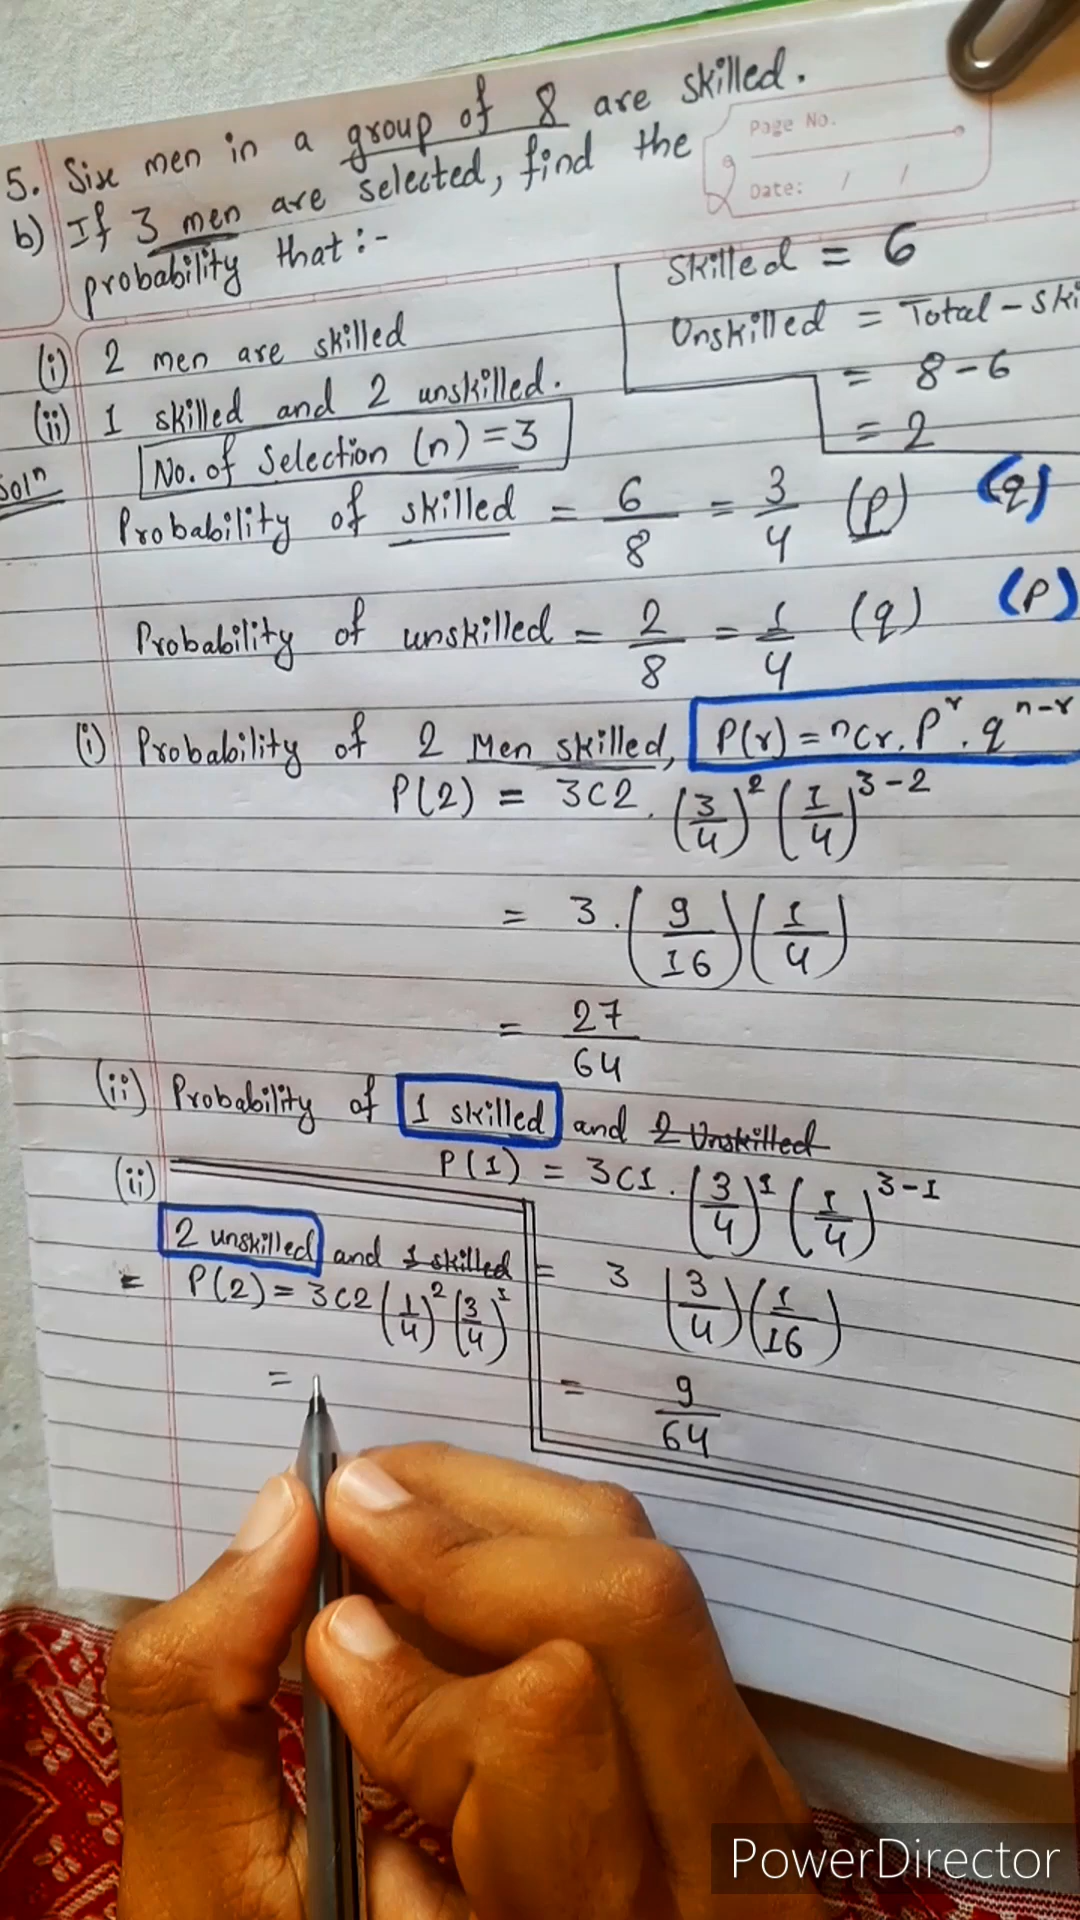 5. Six men in a group of 8 are skilled.
b) If 3 men are selected, find the
probability that :-
Page No.
Date: / /
(i) 2 men are skilled
(ii) 1 skilled and 2 unskilled.
Skilled = 6
Unskilled = Total - Ski
= 8-6
= 2
No. of Selection (n) = 3
Soln
Probability of skilled = 6/8 = 3/4 (p) (q)
Probability of unskilled = 2/8 = 1/4 (q) (P)
(i) Probability of 2 Men skilled, P(r) = nCr. P^r. q^n-r
P(2) = 3C2. (3/4)^2 (1/4)^3-2
= 3. (9/16) (1/4)
= 27/64
(ii) Probability of 1 skilled and 2 Unskilled
P(1) = 3C1. (3/4)^1 (1/4)^3-1
= 3 (3/4) (1/16)
= 9/64
(ii)
2 unskilled and 1 skilled
= P(2) = 3C2 (1/4)^2 (3/4)^1
=
PowerDirector